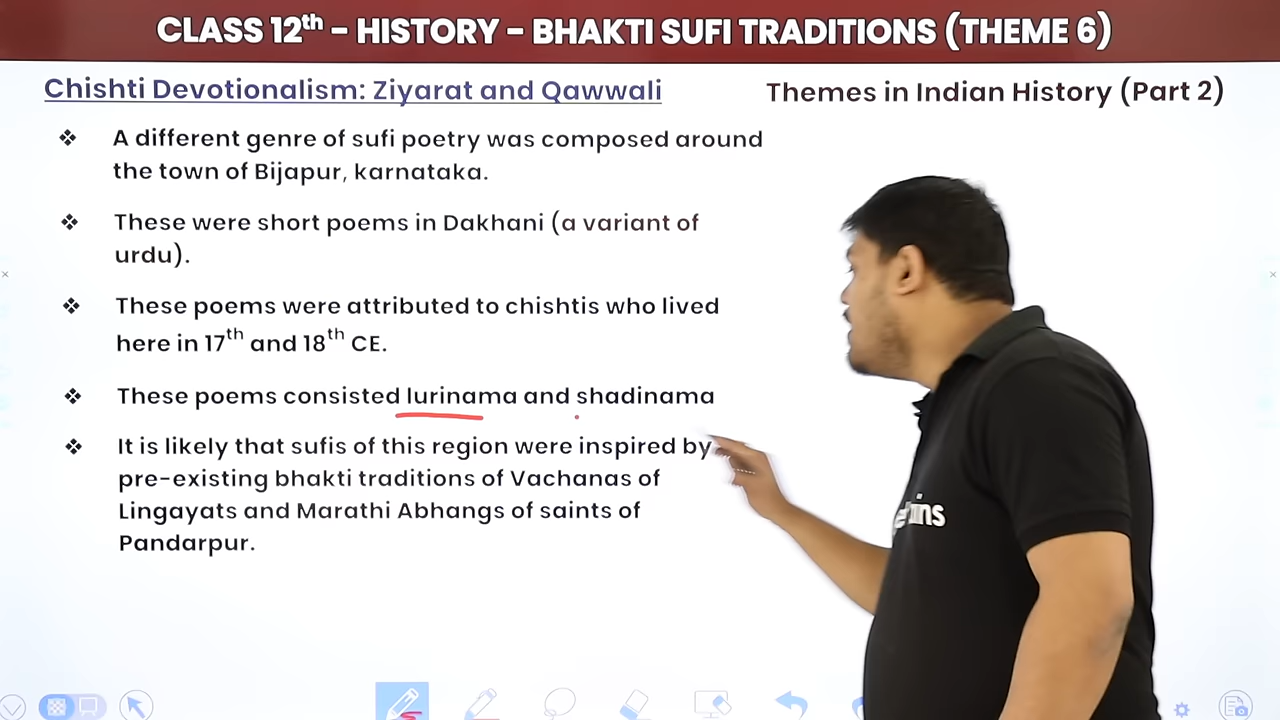 CLASS 12th – HISTORY – BHAKTI SUFI TRADITIONS (THEME 6)
Chishti Devotionalism: Ziyarat and Qawwali
Themes in Indian History (Part 2)
❖ A different genre of sufi poetry was composed around
the town of Bijapur, karnataka.
❖ These were short poems in Dakhani (a variant of
urdu).
❖ These poems were attributed to chishtis who lived
here in 17th and 18th CE.
❖ These poems consisted lurinama and shadinama
❖ It is likely that sufis of this region were inspired by
pre-existing bhakti traditions of Vachanas of
Lingayats and Marathi Abhangs of saints of
Pandarpur.